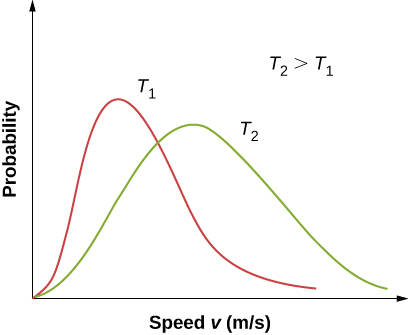 T₂ > T₁
T₁
T₂
Probability
Speed v (m/s)